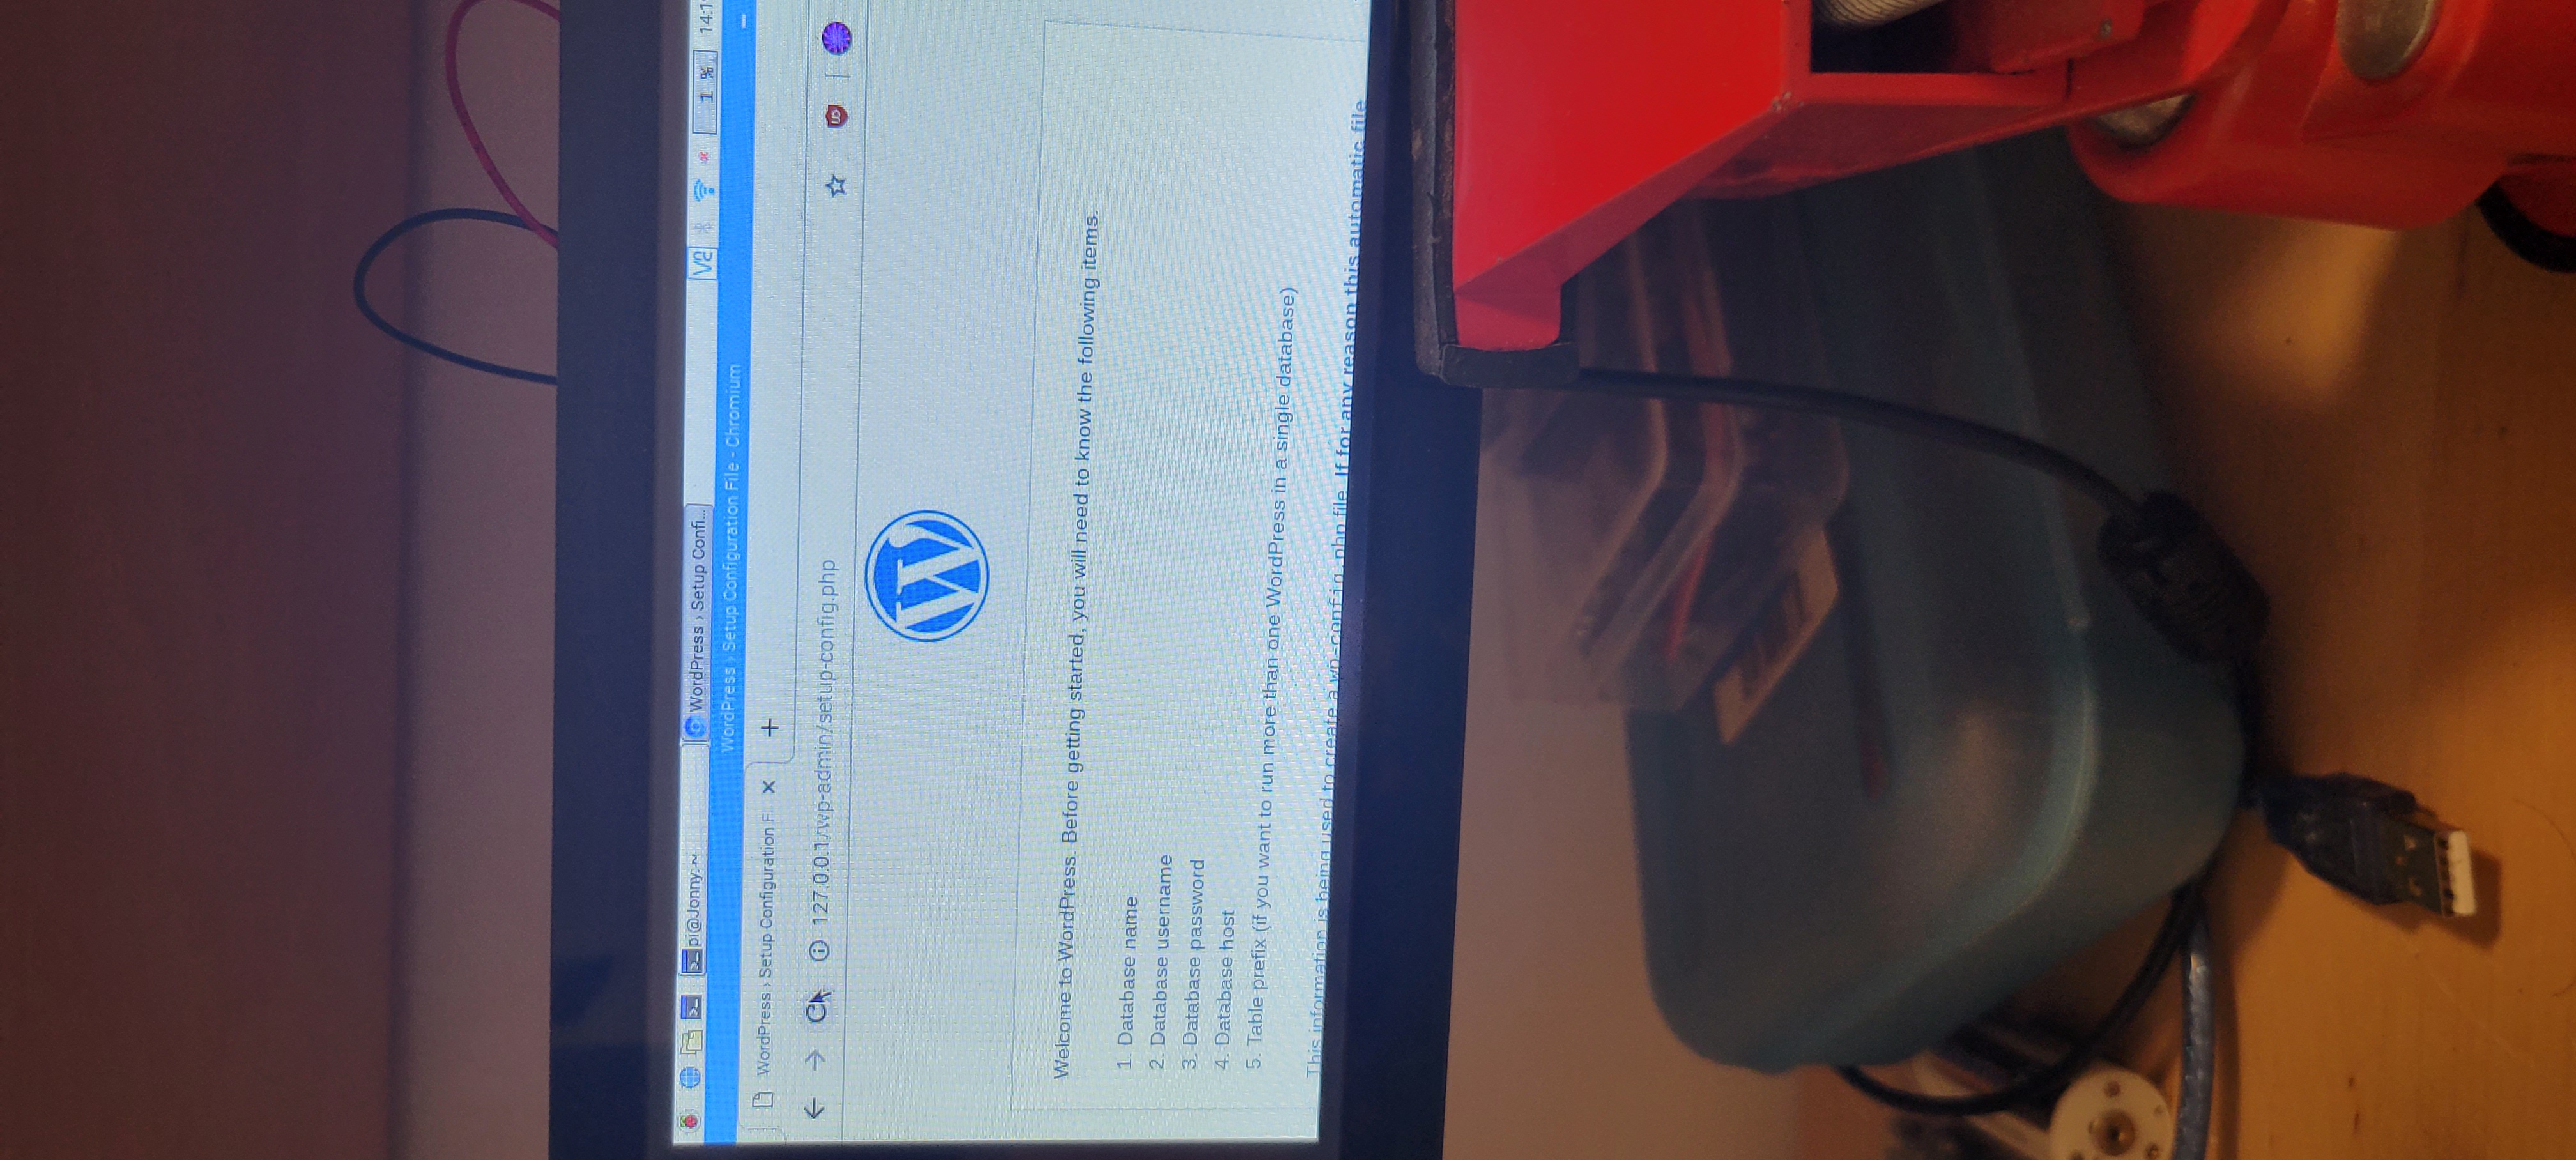 pi@Jonny: ~
WordPress › Setup Confi...
1 %
WordPress › Setup Configuration File - Chromium
WordPress › Setup Configuration F
127.0.0.1/wp-admin/setup-config.php
Welcome to WordPress. Before getting started, you will need to know the following items.
1. Database name
2. Database username
3. Database password
4. Database host
5. Table prefix (if you want to run more than one WordPress in a single database)
This information is being used to create a wp-config.php file. If for any reason this automatic file